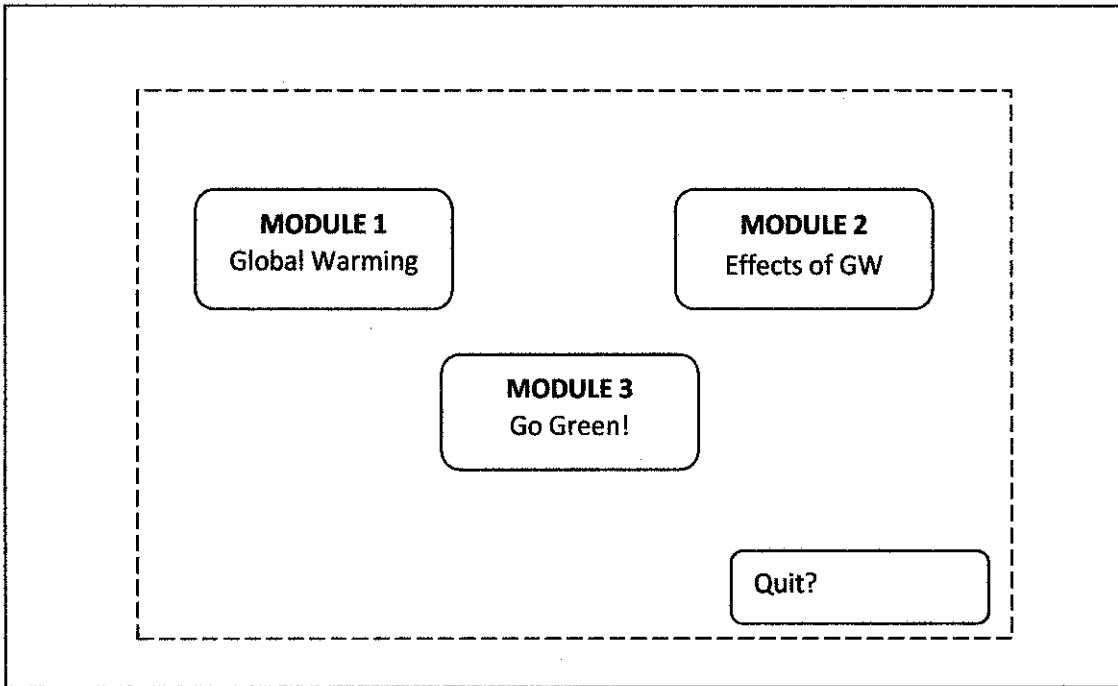 MODULE 1
Global Warming
MODULE 2
Effects of GW
MODULE 3
Go Green!
Quit?